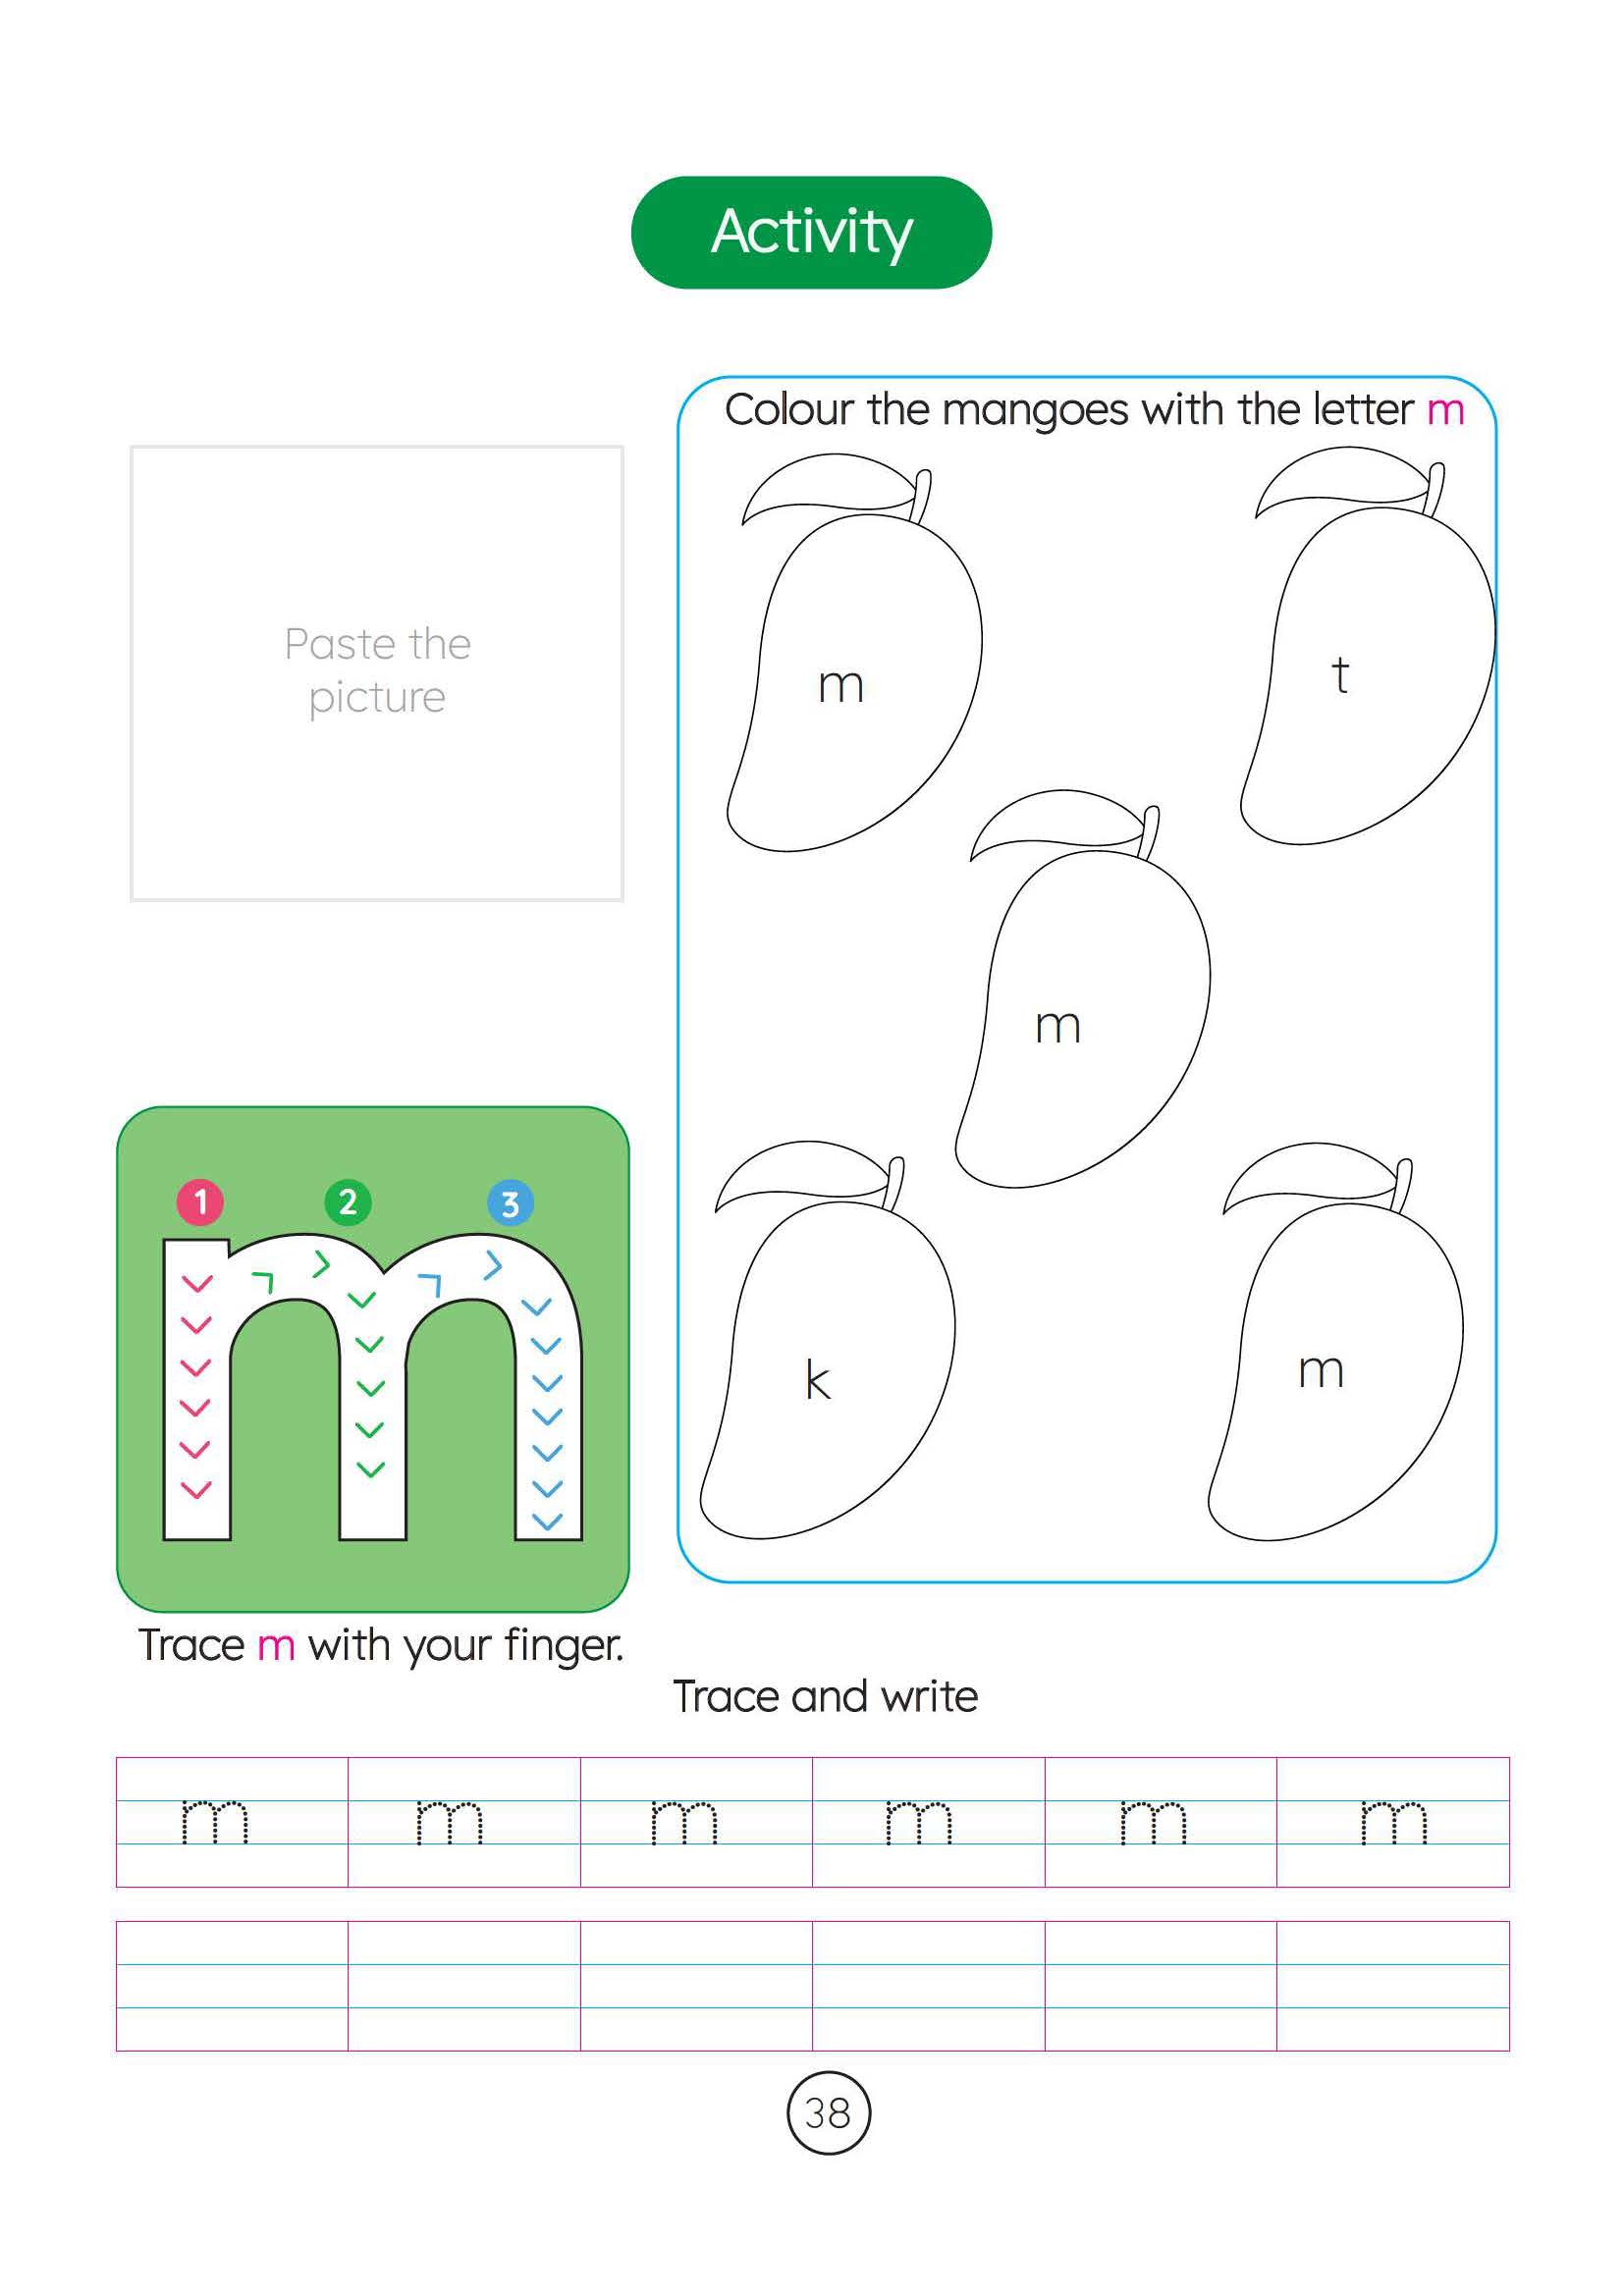 Activity
Paste the
picture
Colour the mangoes with the letter m
m
t
m
k
m
1 2 3
m
Trace m with your finger.
Trace and write
m m m m m m
38